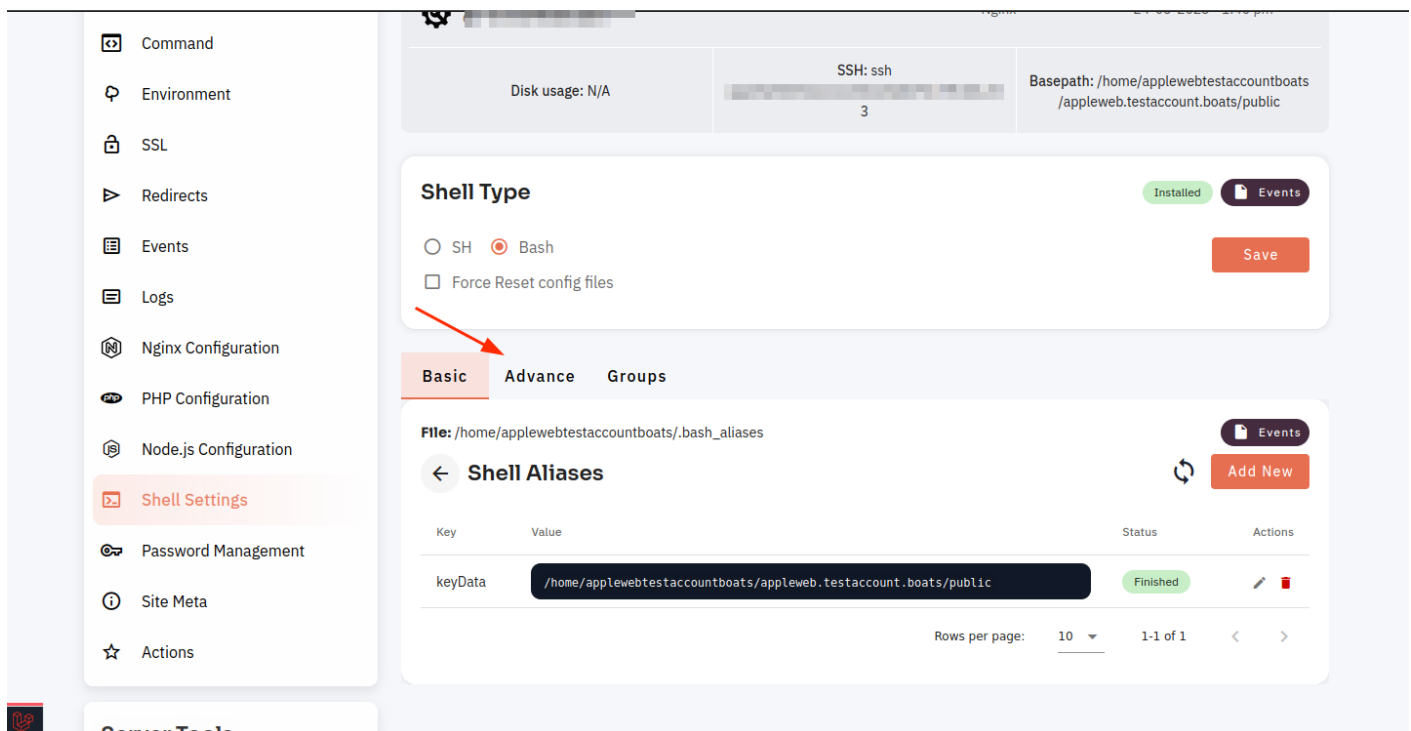 Command
Environment
SSL
Redirects
Events
Logs
Nginx Configuration
PHP Configuration
Node.js Configuration
Shell Settings
Password Management
Site Meta
Actions
Disk usage: N/A
SSH: ssh
3
Basepath: /home/applewebtestaccountboats
/appleweb.testaccount.boats/public
Shell Type
Installed
Events
SH
Bash
Save
Force Reset config files
Basic
Advance
Groups
File: /home/applewebtestaccountboats/.bash_aliases
Events
Shell Aliases
Add New
Key
Value
Status
Actions
keyData
/home/applewebtestaccountboats/appleweb.testaccount.boats/public
Finished
Rows per page:
10
1-1 of 1